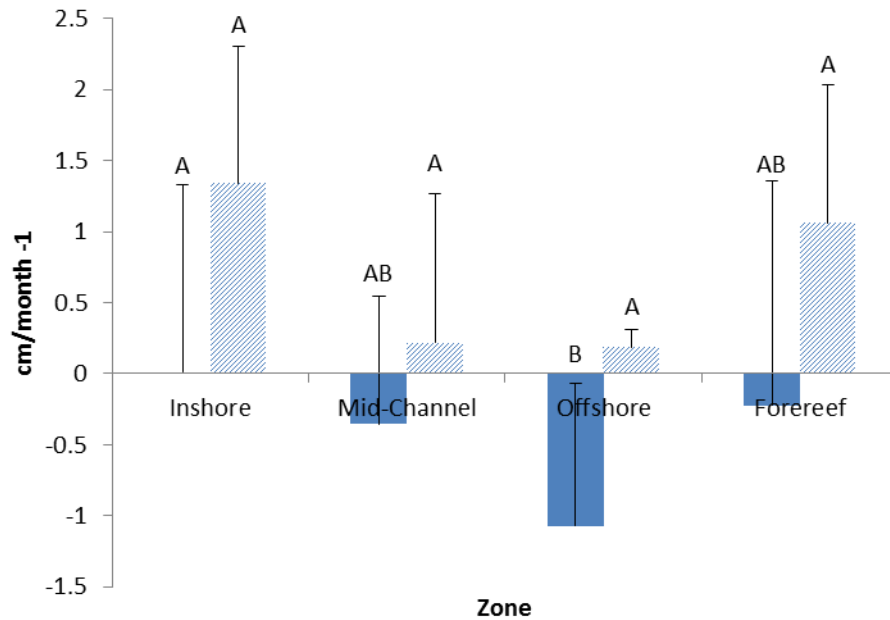 2.5
2
1.5
1
0.5
0
-0.5
-1
-1.5
cm/month -1
A
A
AB
A
B
A
AB
A
Inshore
Mid-Channel
Offshore
Forereef
Zone